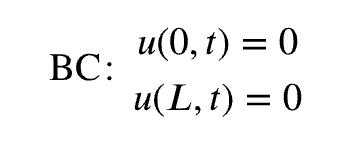 BC: u(0, t) = 0
u(L, t) = 0